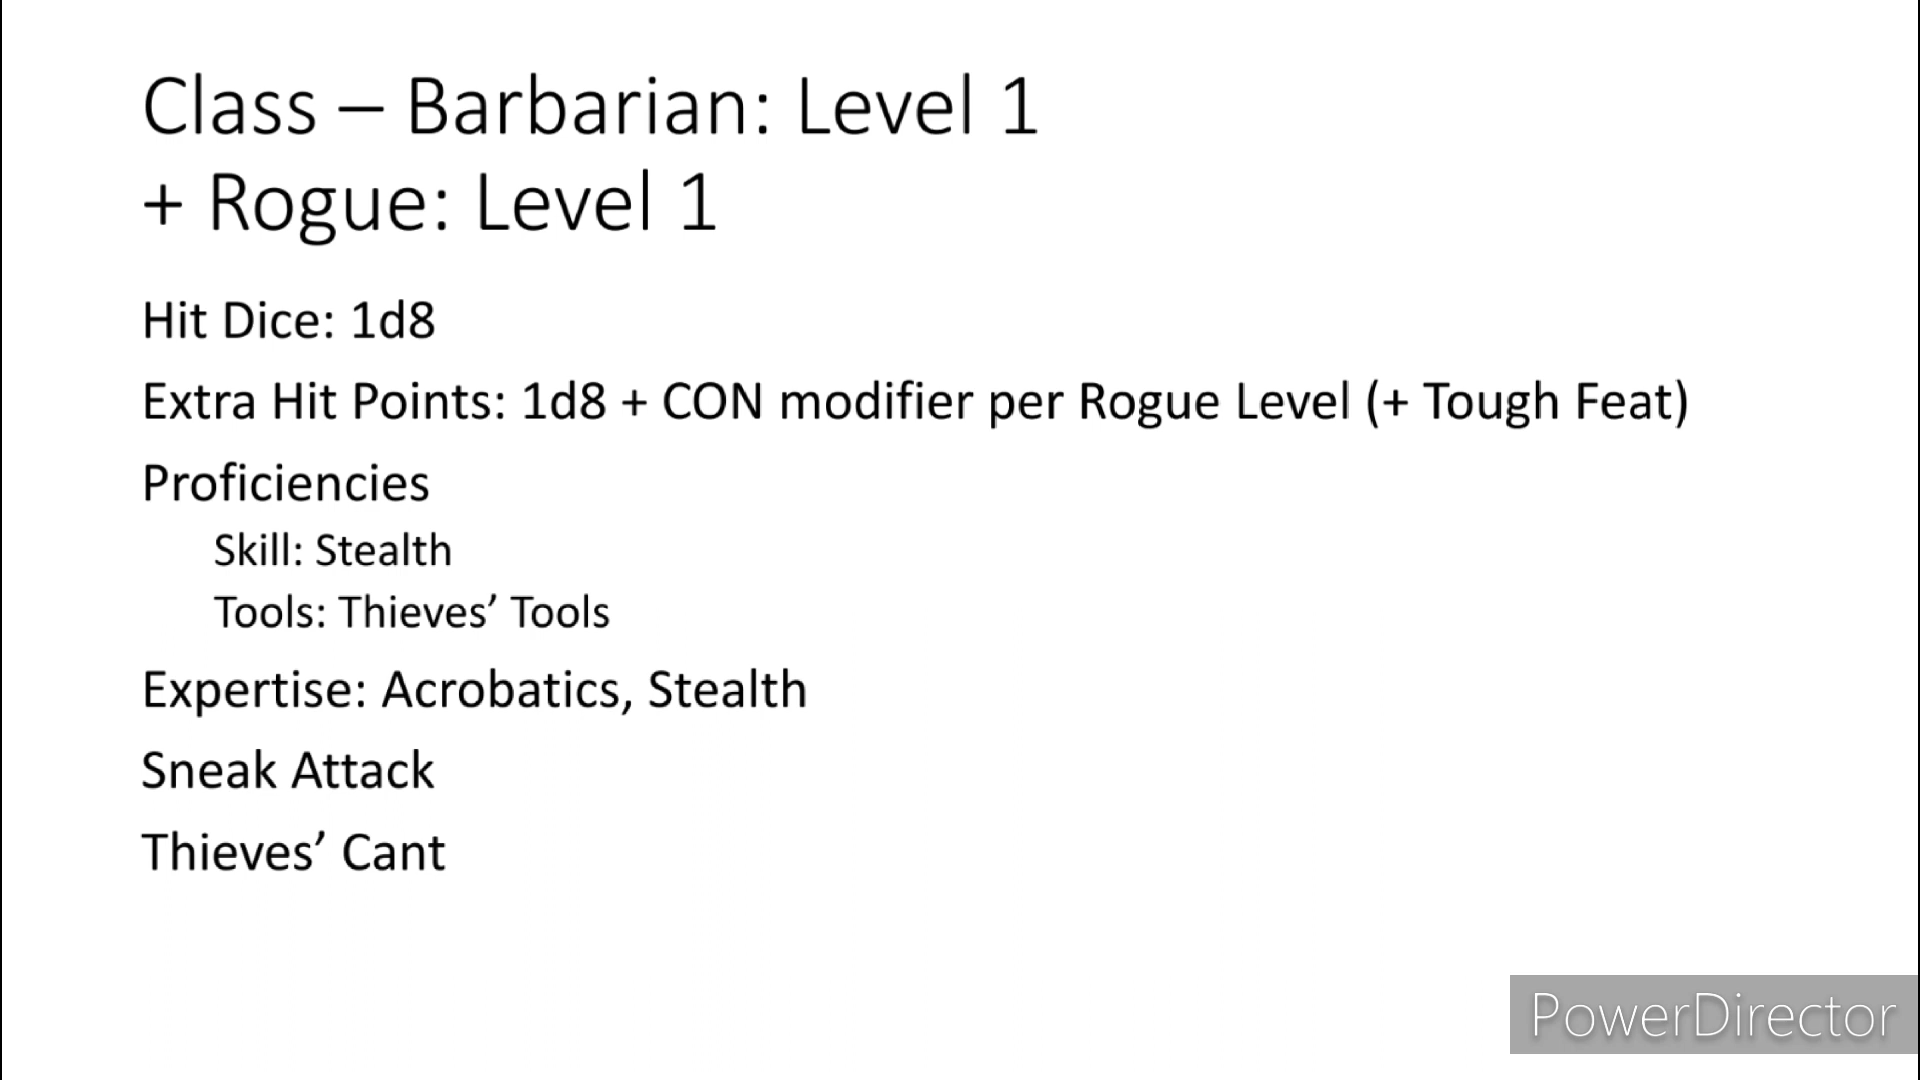 Class – Barbarian: Level 1
+ Rogue: Level 1
Hit Dice: 1d8
Extra Hit Points: 1d8 + CON modifier per Rogue Level (+ Tough Feat)
Proficiencies
Skill: Stealth
Tools: Thieves’ Tools
Expertise: Acrobatics, Stealth
Sneak Attack
Thieves’ Cant
PowerDirector